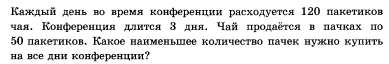 Каждый день во время конференции расходуется 120 пакетиков
чая. Конференция длится 3 дня. Чай продаётся в пачках по
50 пакетиков. Какое наименьшее количество пачек нужно купить
на все дни конференции?